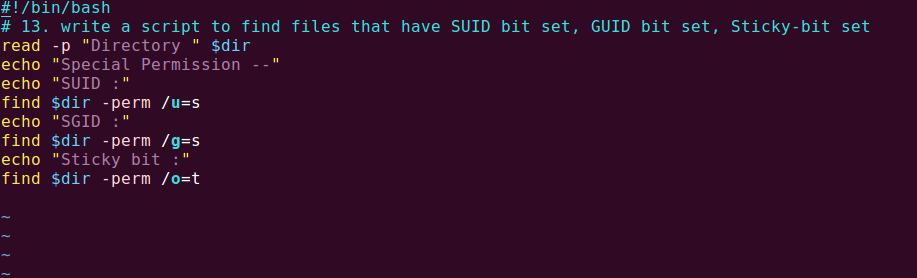 #!/bin/bash
# 13. write a script to find files that have SUID bit set, GUID bit set, Sticky-bit set
read -p "Directory " $dir
echo "Special Permission --"
echo "SUID :"
find $dir -perm /u=s
echo "SGID :"
find $dir -perm /g=s
echo "Sticky bit :"
find $dir -perm /o=t
~
~
~
~